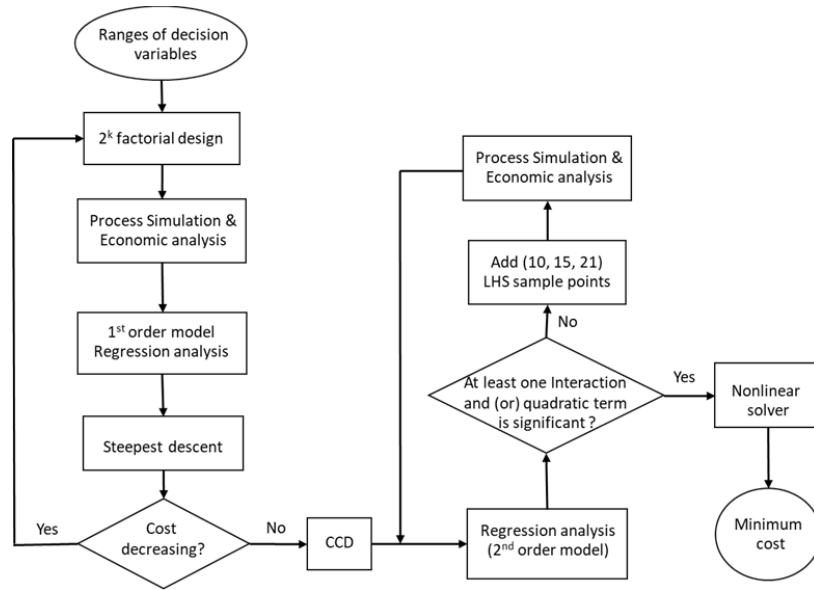 Ranges of decision
variables
2k factorial design
Process Simulation &
Economic analysis
1st order model
Regression analysis
Steepest descent
Yes
Cost
decreasing?
No
CCD
Regression analysis
(2nd order model)
At least one Interaction
and (or) quadratic term
is significant ?
No
Add (10, 15, 21)
LHS sample points
Process Simulation &
Economic analysis
Yes
Nonlinear
solver
Minimum
cost